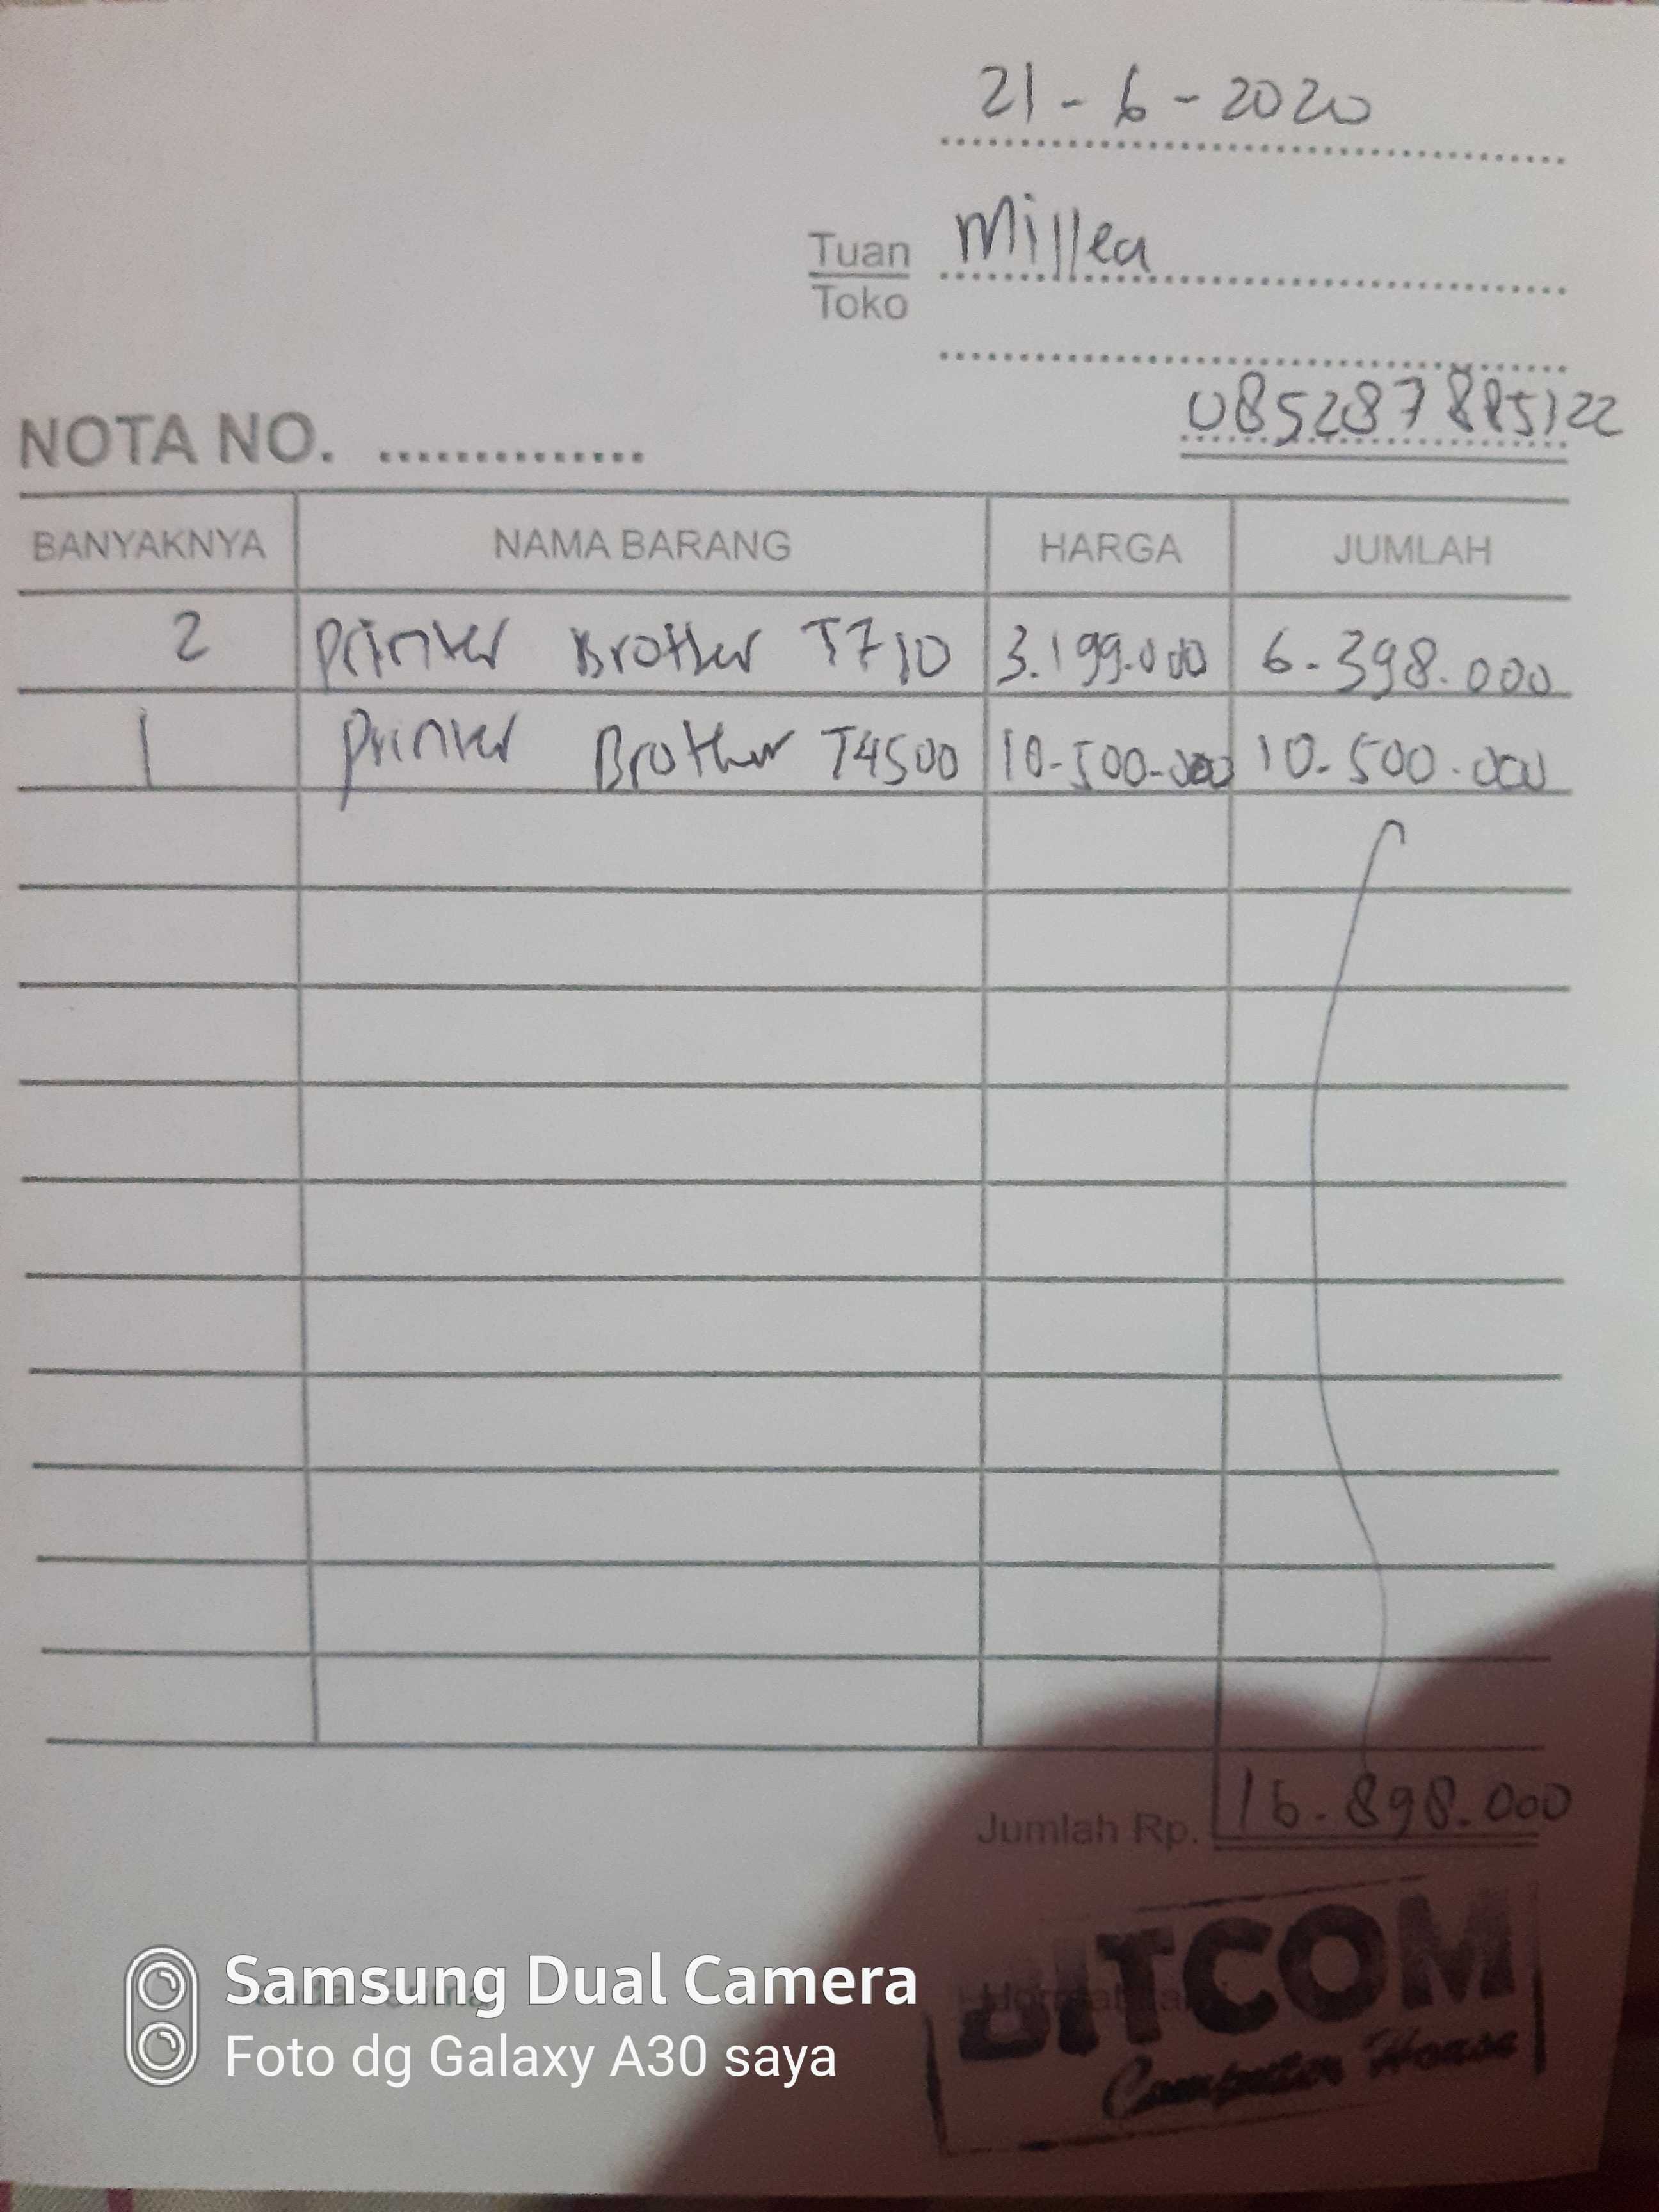 21-6-2020
Tuan Millea
Toko
NOTA NO. ..............
BANYAKNYA NAMA BARANG HARGA JUMLAH
2 Printer Brother T710 3.199.000 6.398.000
1 Printer Brother T4500 10.500.000 10.500.000
Jumlah Rp. 16.898.000
BITCOM
Computer House
Samsung Dual Camera
Foto dg Galaxy A30 saya